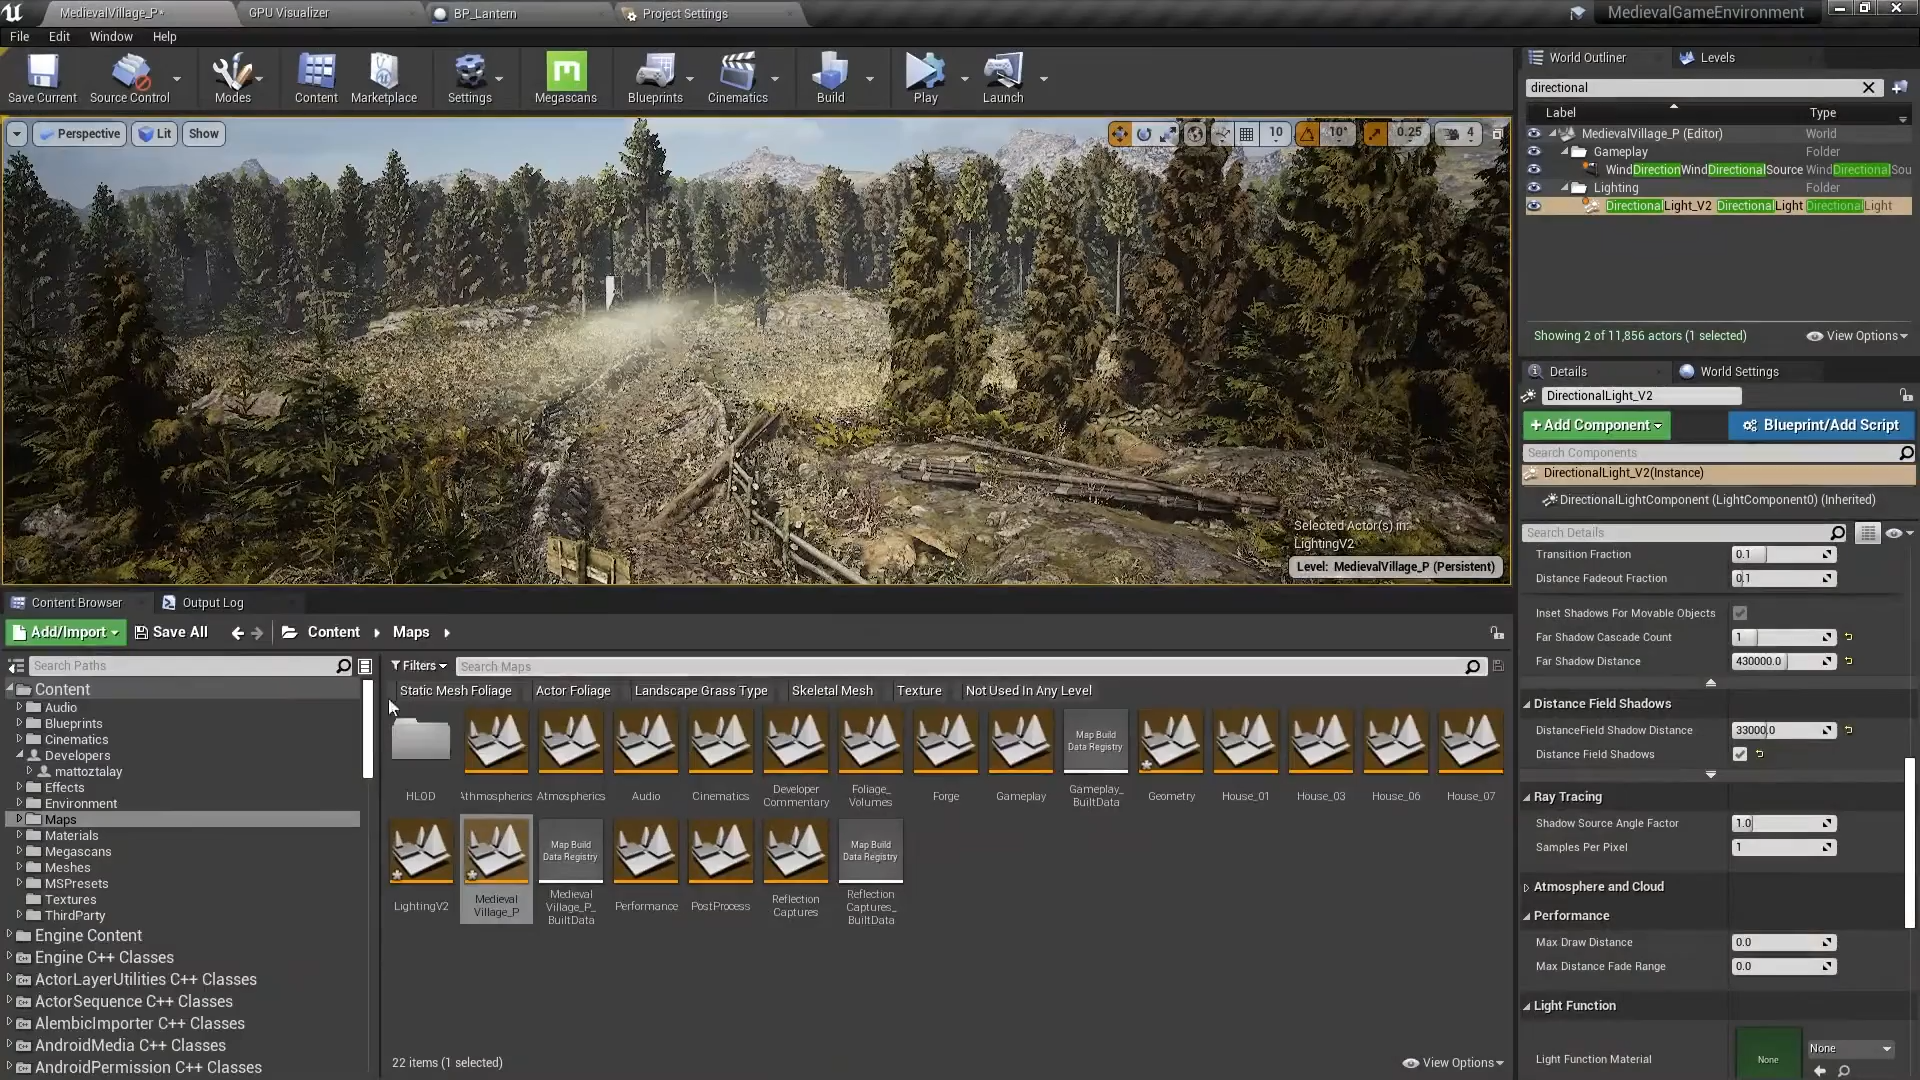 MedievalVillage_P*
GPU Visualizer
BP_Lantern
Project Settings
MedievalGameEnvironment
File
Edit
Window
Help
Save Current
Source Control
Modes
Content
Marketplace
Settings
Megascans
Blueprints
Cinematics
Build
Play
Launch
Perspective
Lit
Show
10
10°
0.25
4
Selected Actor(s) in:
LightingV2
Level: MedievalVillage_P (Persistent)
World Outliner
Levels
directional
Label
Type
MedievalVillage_P (Editor)
World
Gameplay
Folder
WindDirectionWindDirectionalSource WindDirectionalSou
Lighting
Folder
DirectionalLight_V2 DirectionalLight DirectionalLight
Showing 2 of 11,856 actors (1 selected)
View Options
Details
World Settings
DirectionalLight_V2
+Add Component
Blueprint/Add Script
Search Components
DirectionalLight_V2(Instance)
DirectionalLightComponent (LightComponent0) (Inherited)
Search Details
Transition Fraction
0.1
Distance Fadeout Fraction
0.1
Inset Shadows For Movable Objects
Far Shadow Cascade Count
1
Far Shadow Distance
430000.0
Distance Field Shadows
DistanceField Shadow Distance
33000.0
Distance Field Shadows
Ray Tracing
Shadow Source Angle Factor
1.0
Samples Per Pixel
1
Atmosphere and Cloud
Performance
Max Draw Distance
0.0
Max Distance Fade Range
0.0
Light Function
Light Function Material
None
None
Content Browser
Output Log
Add/Import
Save All
Content
Maps
Search Paths
Content
Audio
Blueprints
Cinematics
Developers
mattoztalay
Effects
Environment
Maps
Materials
Megascans
Meshes
MSPresets
Textures
ThirdParty
Engine Content
Engine C++ Classes
ActorLayerUtilities C++ Classes
ActorSequence C++ Classes
AlembicImporter C++ Classes
AndroidMedia C++ Classes
AndroidPermission C++ Classes
Filters
Search Maps
Static Mesh Foliage
Actor Foliage
Landscape Grass Type
Skeletal Mesh
Texture
Not Used In Any Level
Map Build
Data Registry
HLOD
Athmospherics
Atmospherics
Audio
Cinematics
Developer
Commentary
Foliage_
Volumes
Forge
Gameplay
Gameplay_
BuiltData
Geometry
House_01
House_03
House_06
House_07
Map Build
Data Registry
Map Build
Data Registry
LightingV2
Medieval
Village_P
Medieval
Village_P_
BuiltData
Performance
PostProcess
Reflection
Captures
Reflection
Captures_
BuiltData
22 items (1 selected)
View Options